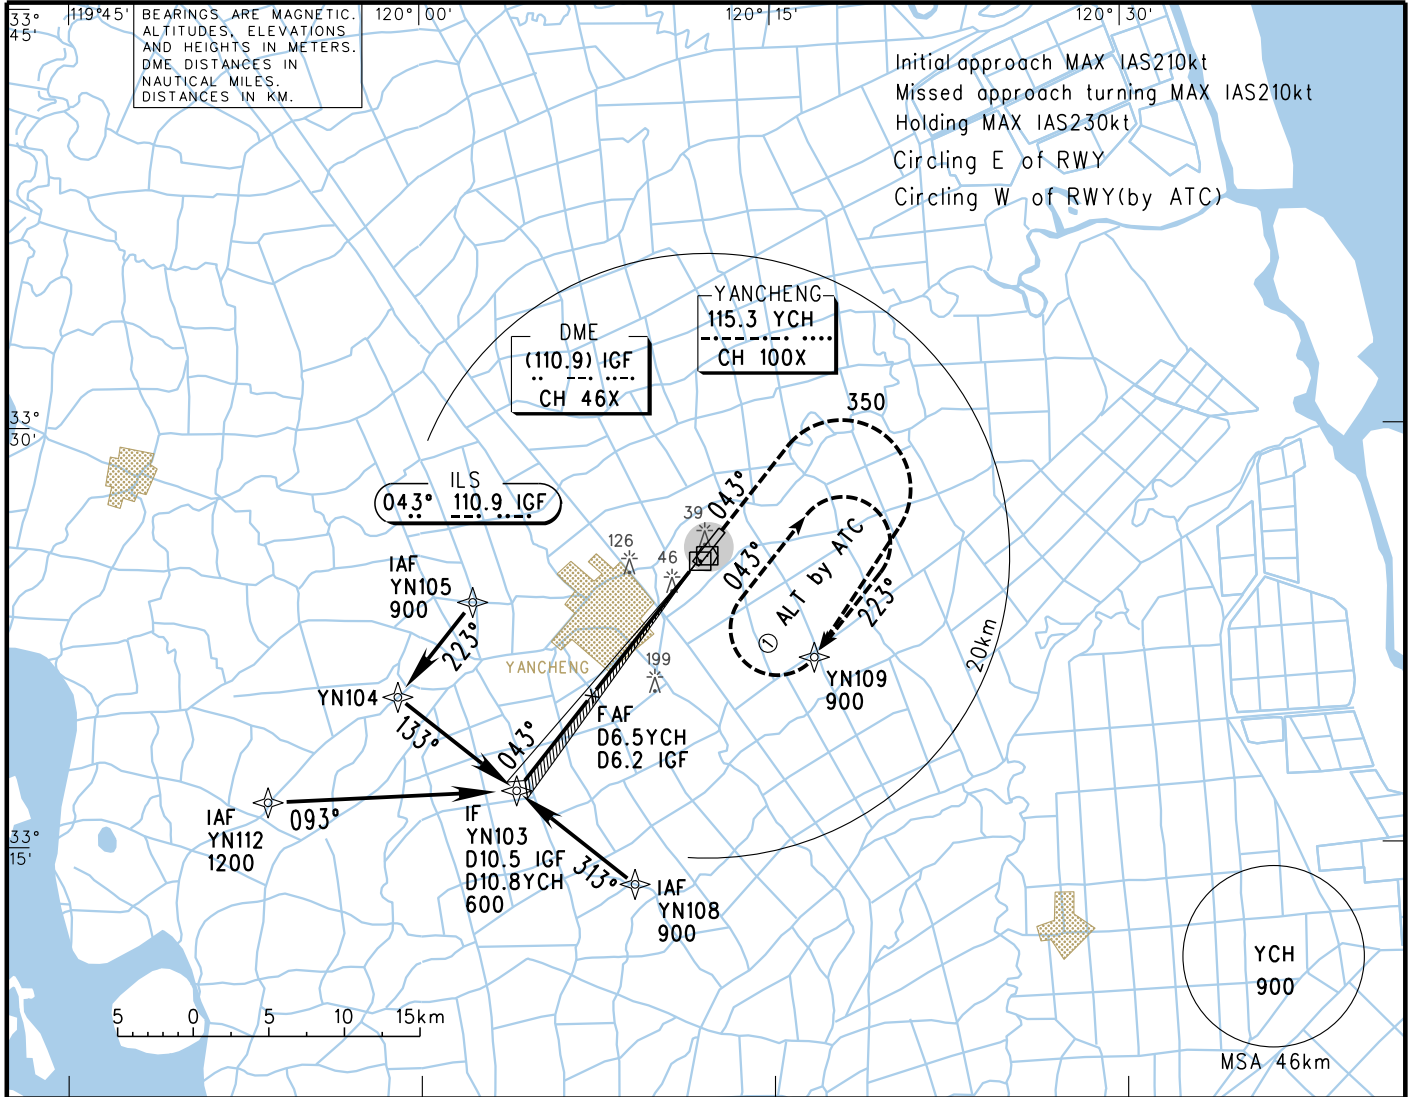 33°
45'
119°45'
120°00'
120°15'
120°30'
BEARINGS ARE MAGNETIC.
ALTITUDES, ELEVATIONS
AND HEIGHTS IN METERS.
DME DISTANCES IN
NAUTICAL MILES.
DISTANCES IN KM.
Initial approach MAX IAS210kt
Missed approach turning MAX IAS210kt
Holding MAX IAS230kt
Circling E of RWY
Circling W of RWY(by ATC)
YANCHENG
115.3 YCH
CH 100X
DME
(110.9) IGF
CH 46X
350
33°
30'
ILS
043° 110.9 IGF
043°
39
126
46
IAF
YN105
900
223°
043°
① ALT by ATC
223°
20km
YANCHENG
199
YN109
900
YN104
133°
043°
FAF
D6.5YCH
D6.2 IGF
IAF
YN112
1200
093°
IF
YN103
D10.5 IGF
D10.8YCH
600
313°
IAF
YN108
900
33°
15'
YCH
900
MSA 46km
5 0 5 10 15km